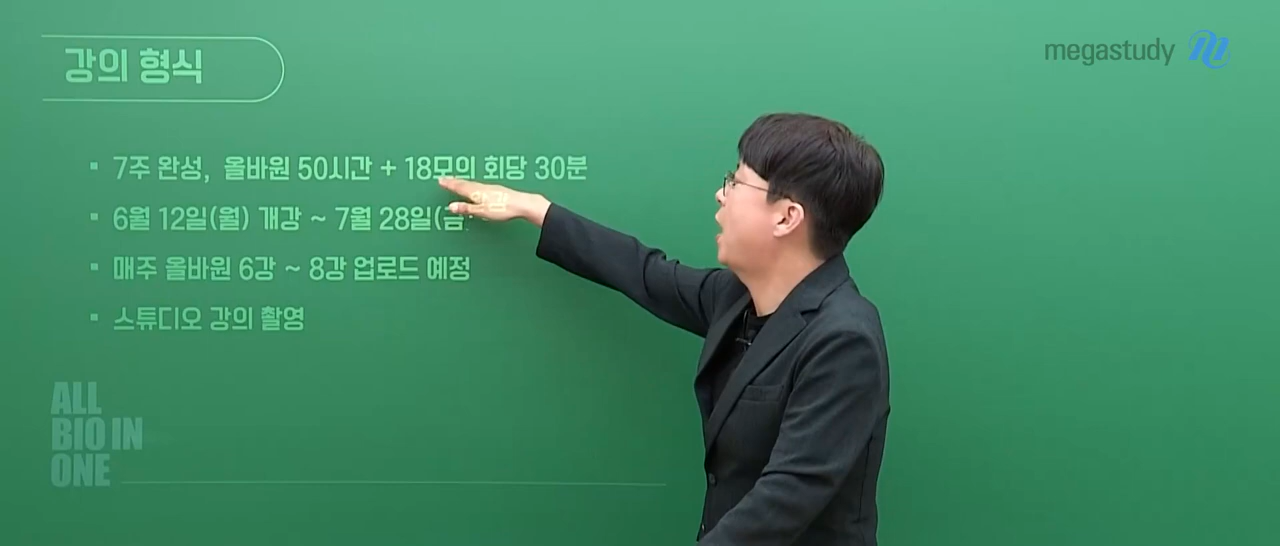 강의 형식
megastudy
7주 완성, 올바원 50시간 + 18모의 회당 30분
6월 12일(월) 개강 ~ 7월 28일(금
매주 올바원 6강 ~ 8강 업로드 예정
스튜디오 강의 촬영
ALL
BIO IN
ONE